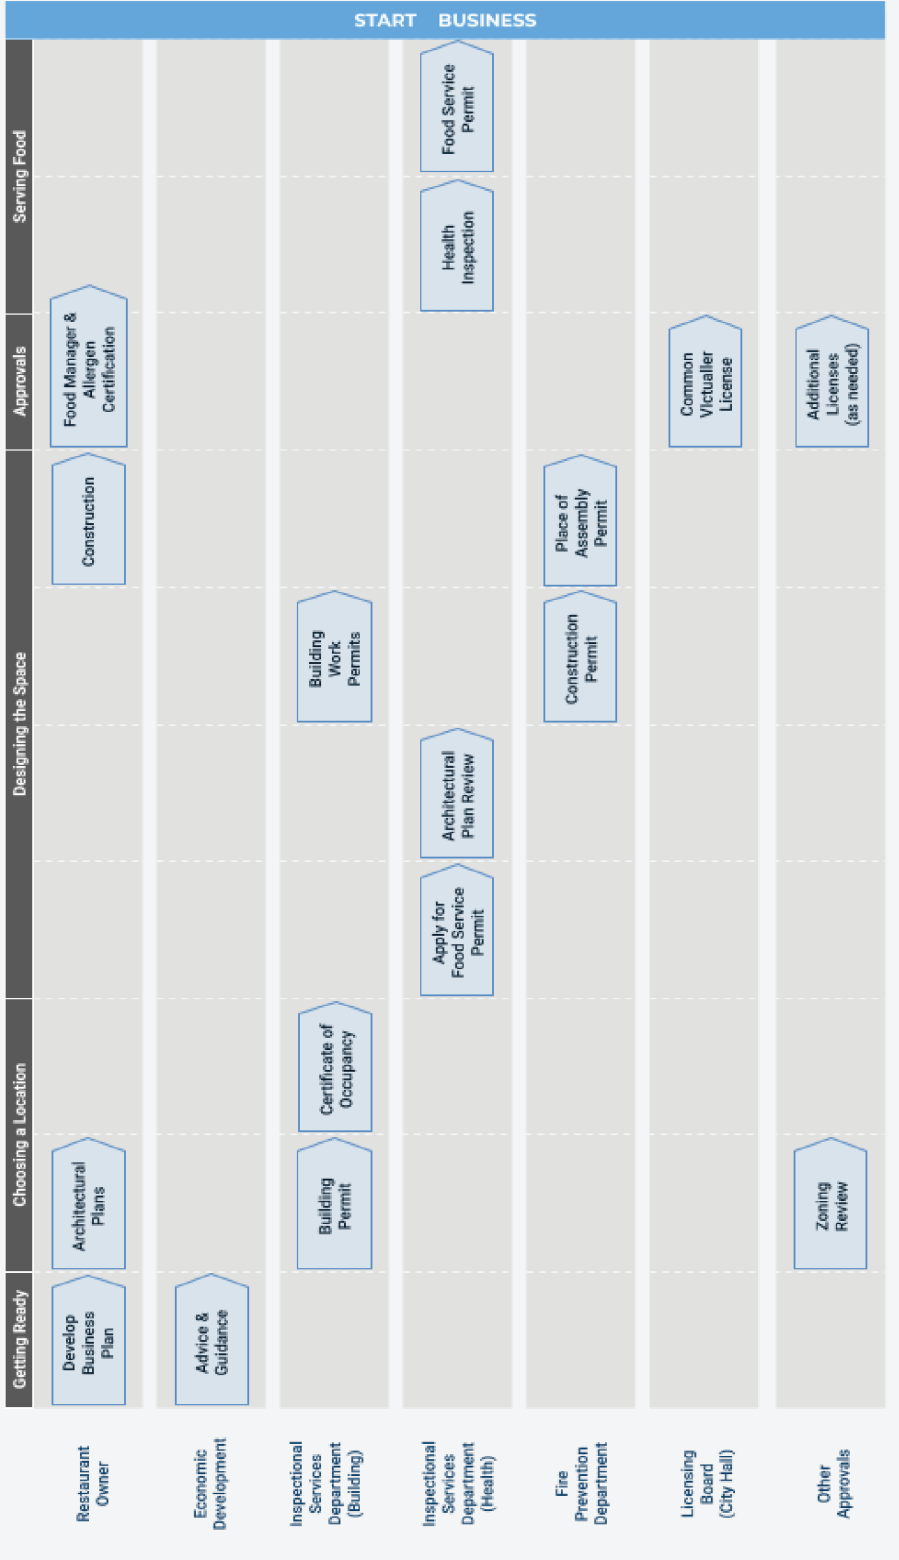 START BUSINESS
Getting Ready
Choosing a Location
Designing the Space
Approvals
Serving Food
Restaurant
Owner
Develop
Business
Plan
Architectural
Plans
Construction
Food Manager &
Allergen
Certification
Economic
Development
Advice &
Guidance
Inspectional
Services
Department
(Building)
Building
Permit
Certificate of
Occupancy
Building
Work
Permits
Inspectional
Services
Department
(Health)
Apply for
Food Service
Permit
Architectural
Plan Review
Health
Inspection
Food Service
Permit
Fire
Prevention
Department
Construction
Permit
Place of
Assembly
Permit
Licensing
Board
(City Hall)
Common
VIctualler
License
Other
Approvals
Zoning
Review
Additional
Licenses
(as needed)